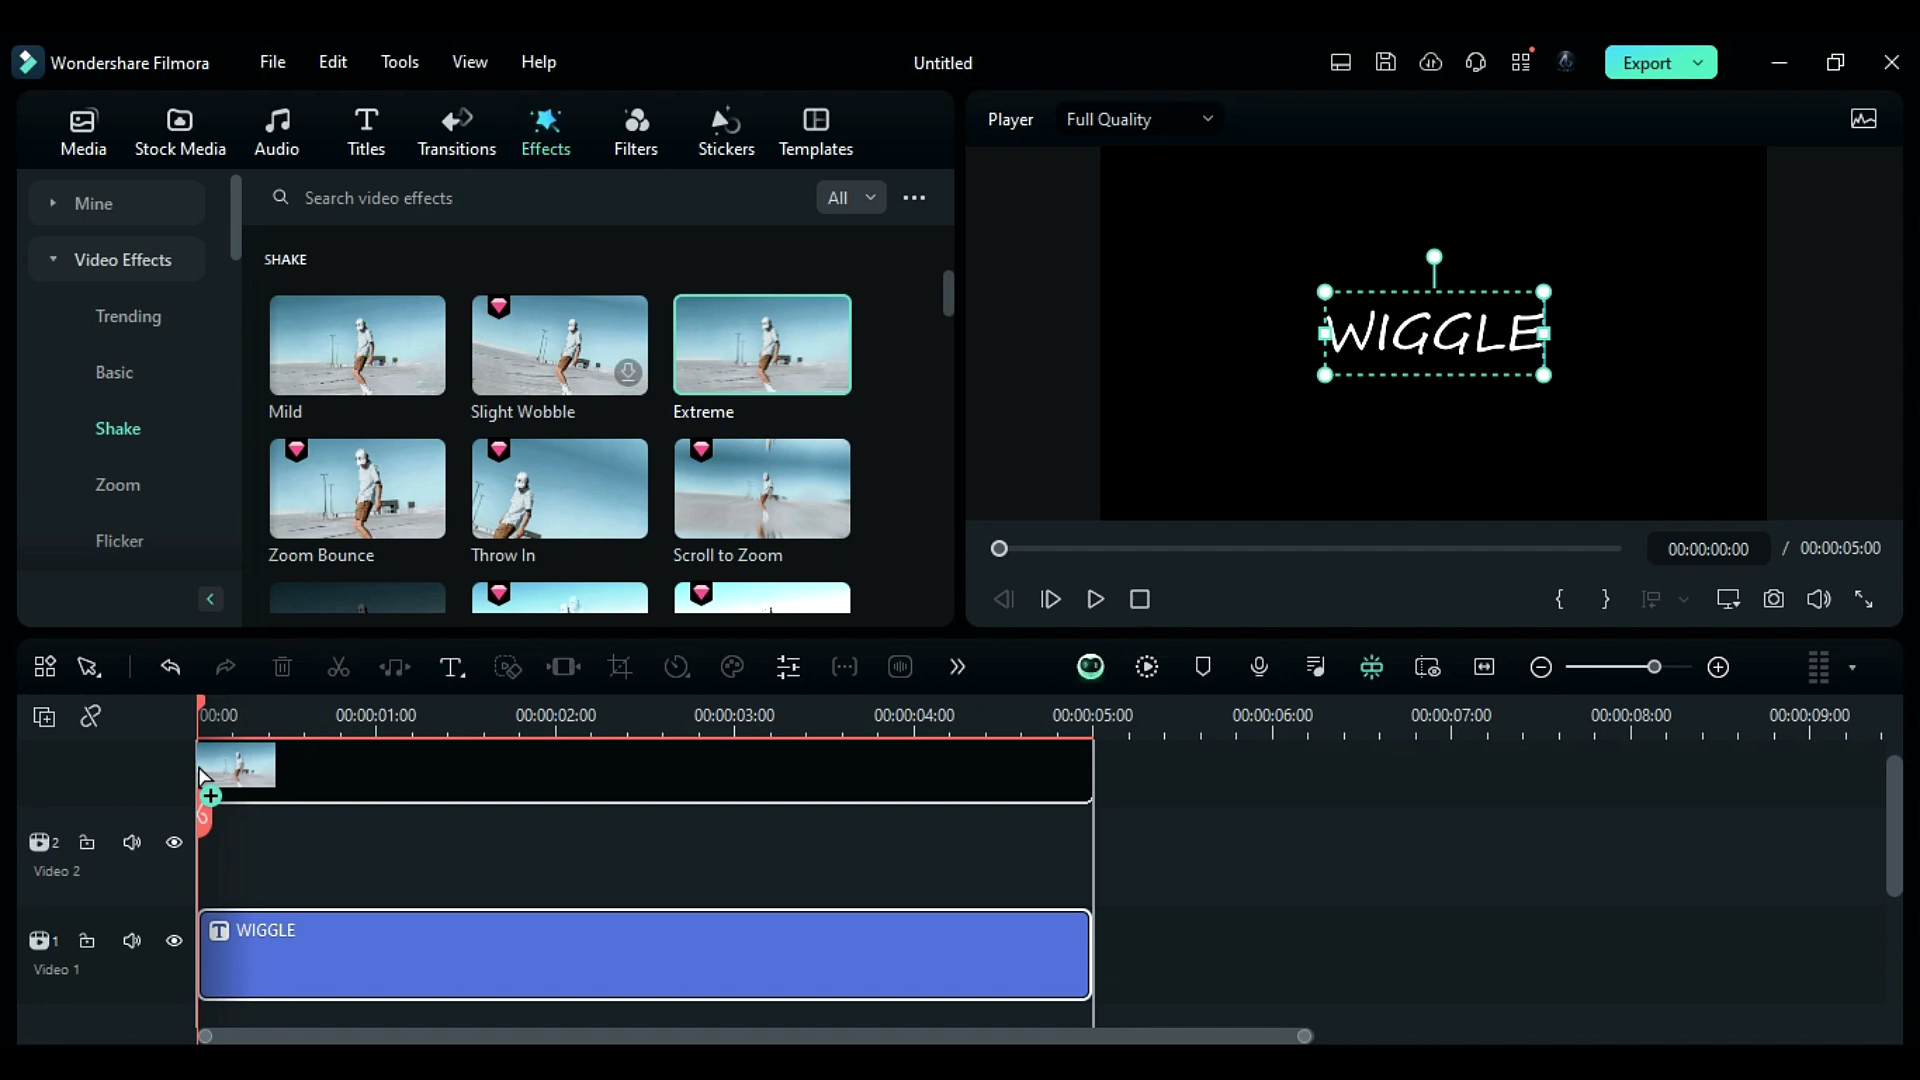 Wondershare Filmora File Edit Tools View Help Untitled Export
Media Stock Media Audio Titles Transitions Effects Filters Stickers Templates
Player Full Quality
Mine
Search video effects All
Video Effects
SHAKE
Trending
Basic
Shake
Zoom
Flicker
Mild Slight Wobble Extreme
Zoom Bounce Throw In Scroll to Zoom
WIGGLE
00:00:00:00 / 00:00:05:00
00:00 00:00:01:00 00:00:02:00 00:00:03:00 00:00:04:00 00:00:05:00 00:00:06:00 00:00:07:00 00:00:08:00 00:00:09:00
2
Video 2
WIGGLE
1
Video 1